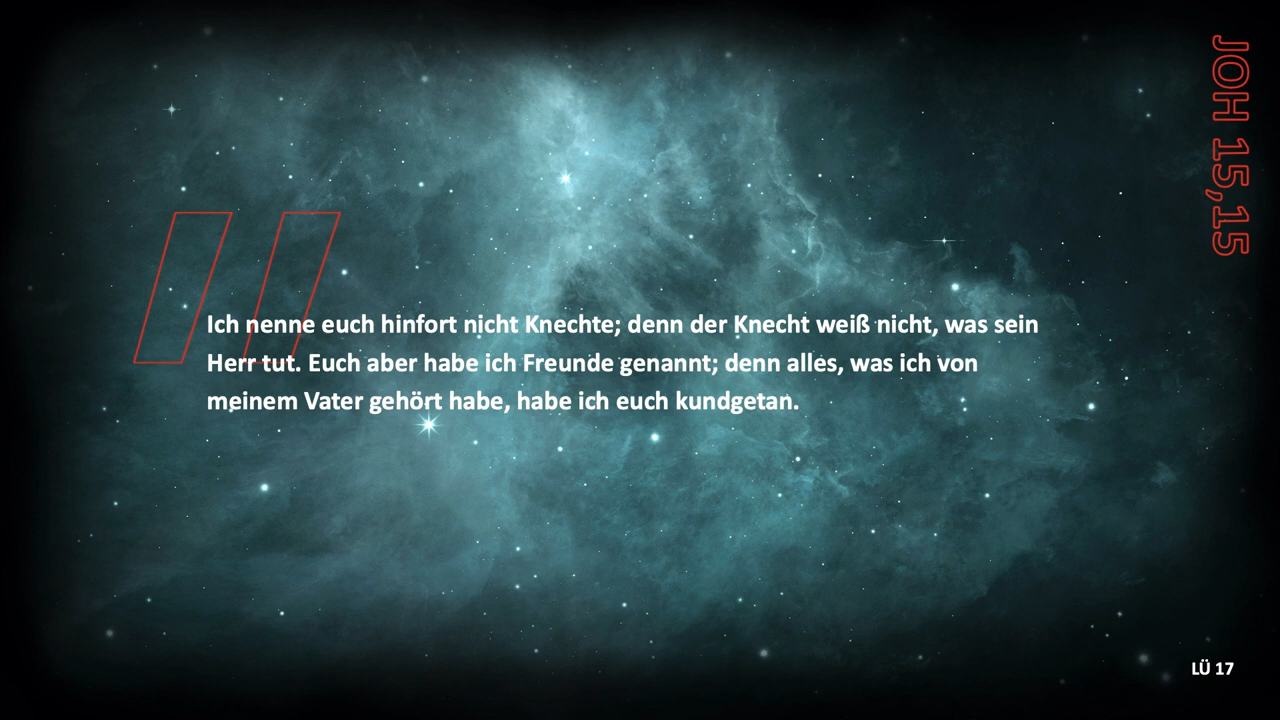 JOH 15,15
Ich nenne euch hinfort nicht Knechte; denn der Knecht weiß nicht, was sein
Herr tut. Euch aber habe ich Freunde genannt; denn alles, was ich von
meinem Vater gehört habe, habe ich euch kundgetan.
LÜ 17